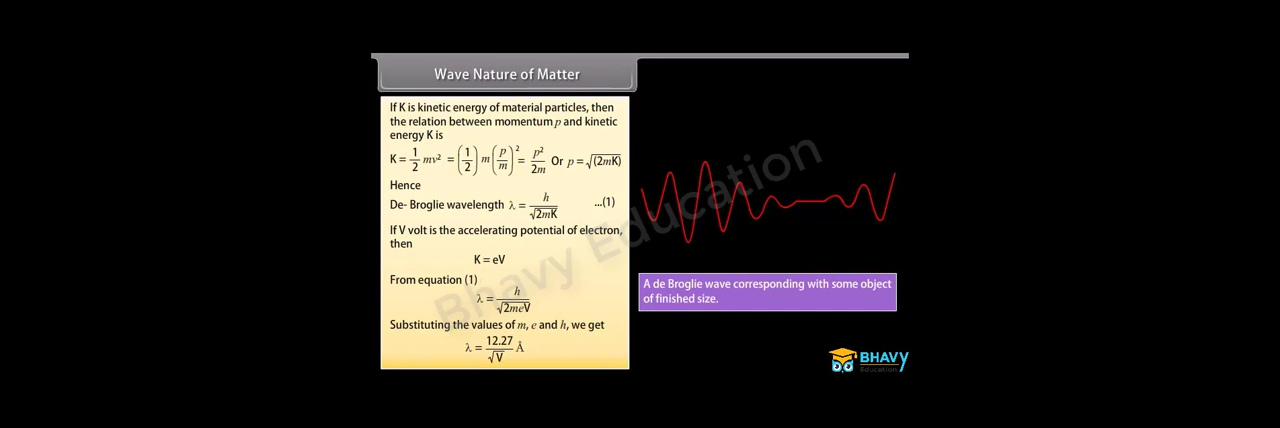 Wave Nature of Matter
If K is kinetic energy of material particles, then
the relation between momentum p and kinetic
energy K is
K = 1/2 mv² = (1/2) m (p/m)² = p²/2m Or p = √(2mK)
Hence
De- Broglie wavelength λ = h/√2mK ...(1)
If V volt is the accelerating potential of electron,
then
K = eV
From equation (1)
λ = h/√2meV
Substituting the values of m, e and h, we get
λ = 12.27/√V Å
A de Broglie wave corresponding with some object
of finished size.
Bhavy Education
BHAVY
Education